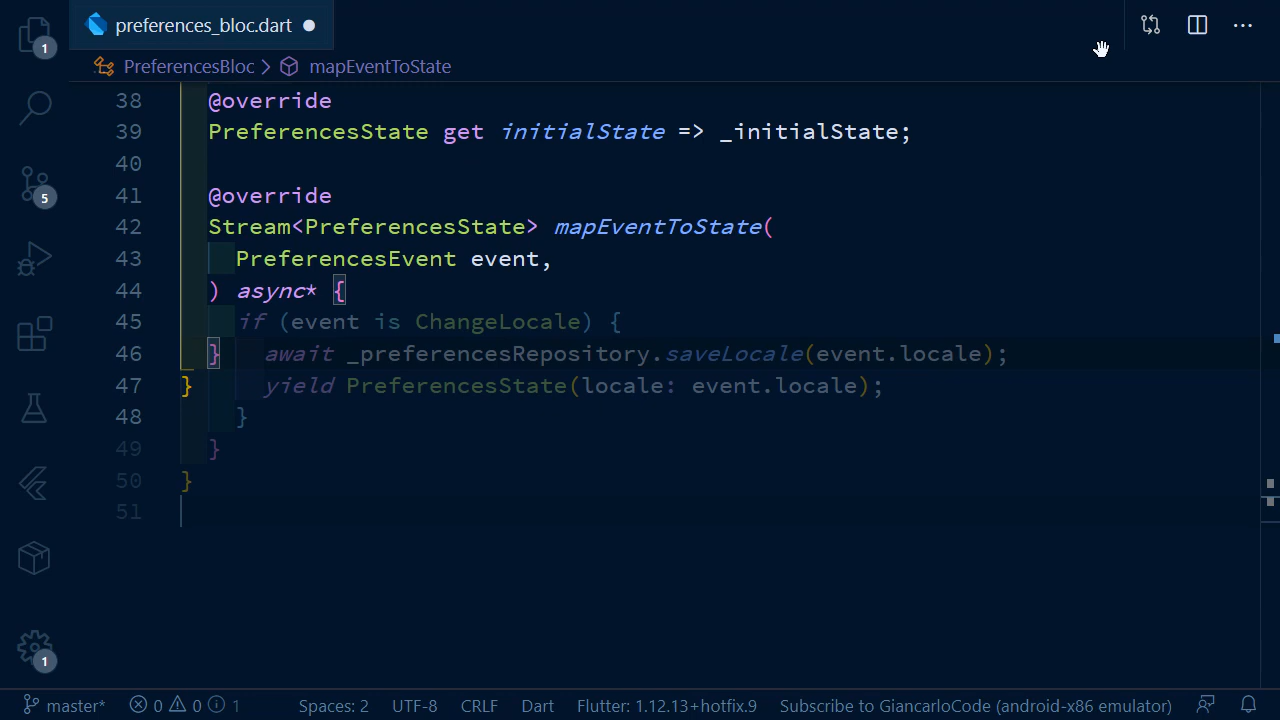 1
preferences_bloc.dart
PreferencesBloc > mapEventToState
38 @override
39 PreferencesState get initialState => _initialState;
40
41 @override
42 Stream<PreferencesState> mapEventToState(
43 PreferencesEvent event,
44 ) async* {
45 if (event is ChangeLocale) {
46 } await _preferencesRepository.saveLocale(event.locale);
47 } yield PreferencesState(locale: event.locale);
48 }
49 }
50 }
51
5
1
master* 0 0 1 Spaces: 2 UTF-8 CRLF Dart Flutter: 1.12.13+hotfix.9 Subscribe to GiancarloCode (android-x86 emulator)